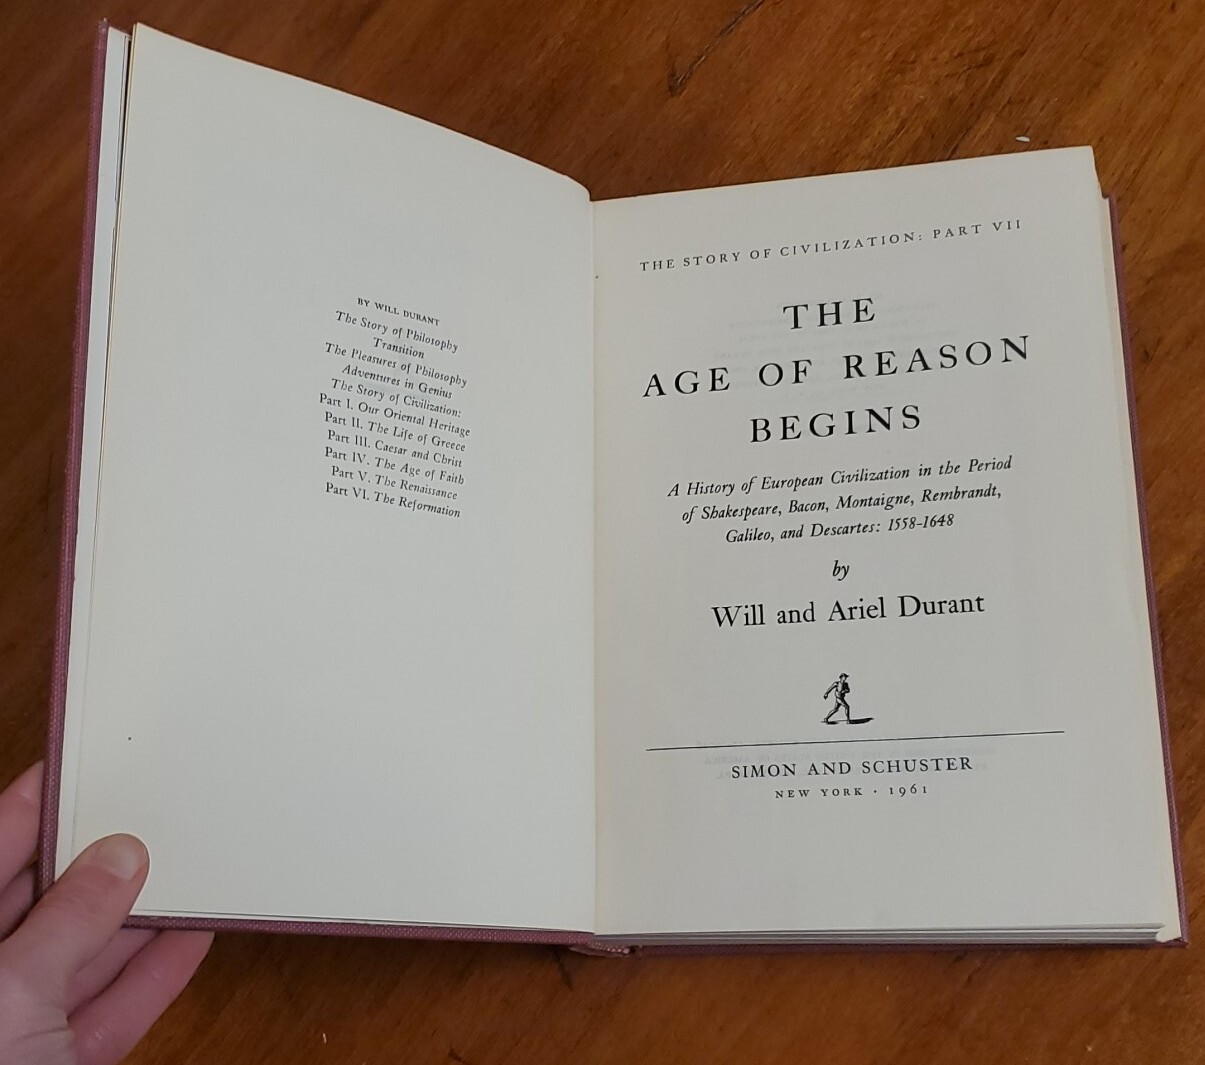 BY WILL DURANT
The Story of Philosophy
Transition
The Pleasures of Philosophy
Adventures in Genius
The Story of Civilization:
Part I. Our Oriental Heritage
Part II. The Life of Greece
Part III. Caesar and Christ
Part IV. The Age of Faith
Part V. The Renaissance
Part VI. The Reformation
THE STORY OF CIVILIZATION: PART VII
THE
AGE OF REASON
BEGINS
A History of European Civilization in the Period
of Shakespeare, Bacon, Montaigne, Rembrandt,
Galileo, and Descartes: 1558-1648
by
Will and Ariel Durant
SIMON AND SCHUSTER
NEW YORK · 1961